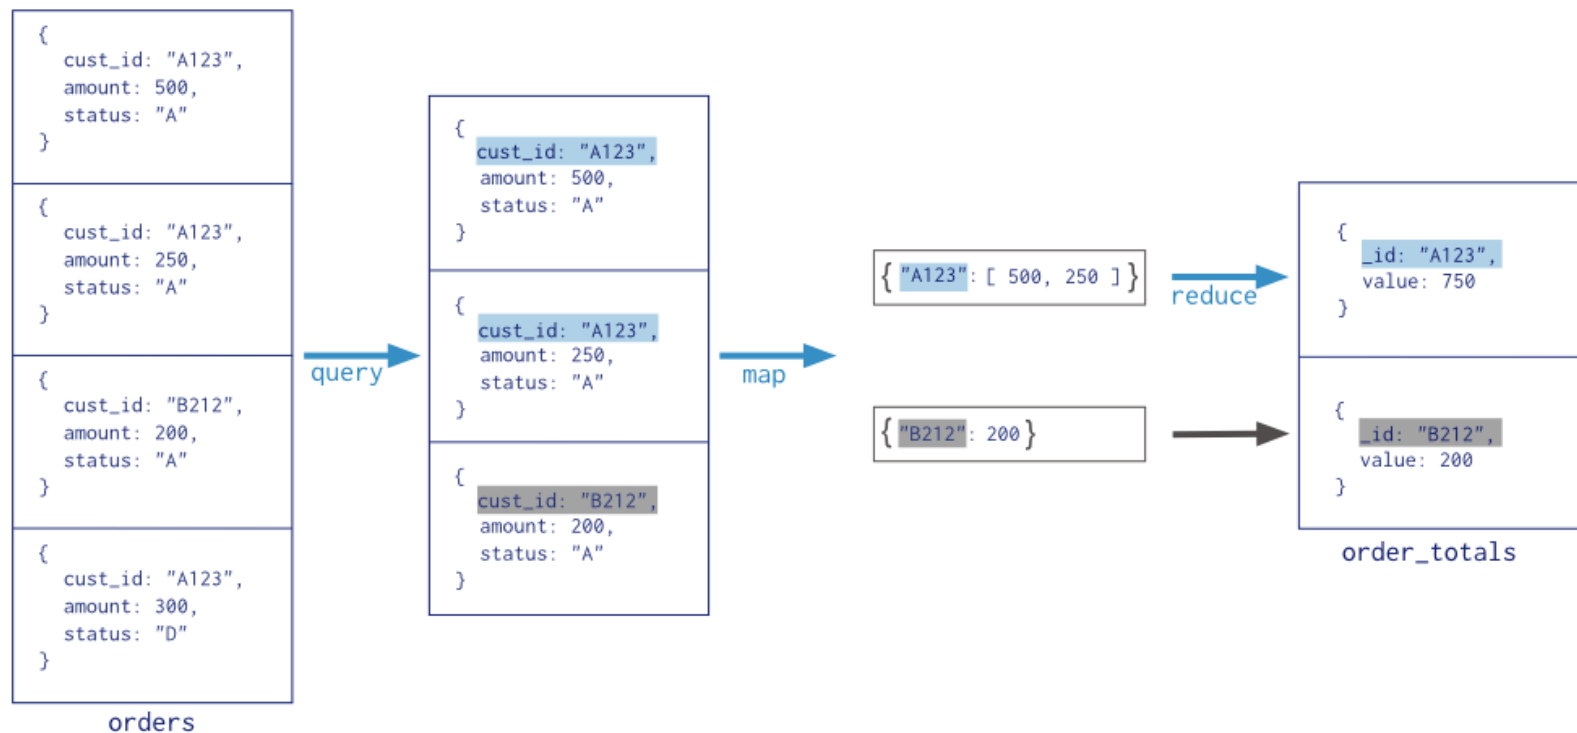 {
cust_id: "A123",
amount: 500,
status: "A"
}
{
cust_id: "A123",
amount: 250,
status: "A"
}
{
cust_id: "B212",
amount: 200,
status: "A"
}
{
cust_id: "A123",
amount: 300,
status: "D"
}
orders
query
{
cust_id: "A123",
amount: 500,
status: "A"
}
{
cust_id: "A123",
amount: 250,
status: "A"
}
{
cust_id: "B212",
amount: 200,
status: "A"
}
map
{ "A123": [ 500, 250 ] }
{ "B212": 200 }
reduce
{
_id: "A123",
value: 750
}
{
_id: "B212",
value: 200
}
order_totals